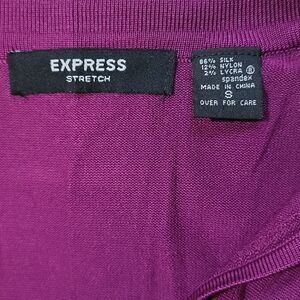 EXPRESS
STRETCH
86% SILK
12% NYLON
2% LYCRA ®
spandex
MADE IN CHINA
S
OVER FOR CARE